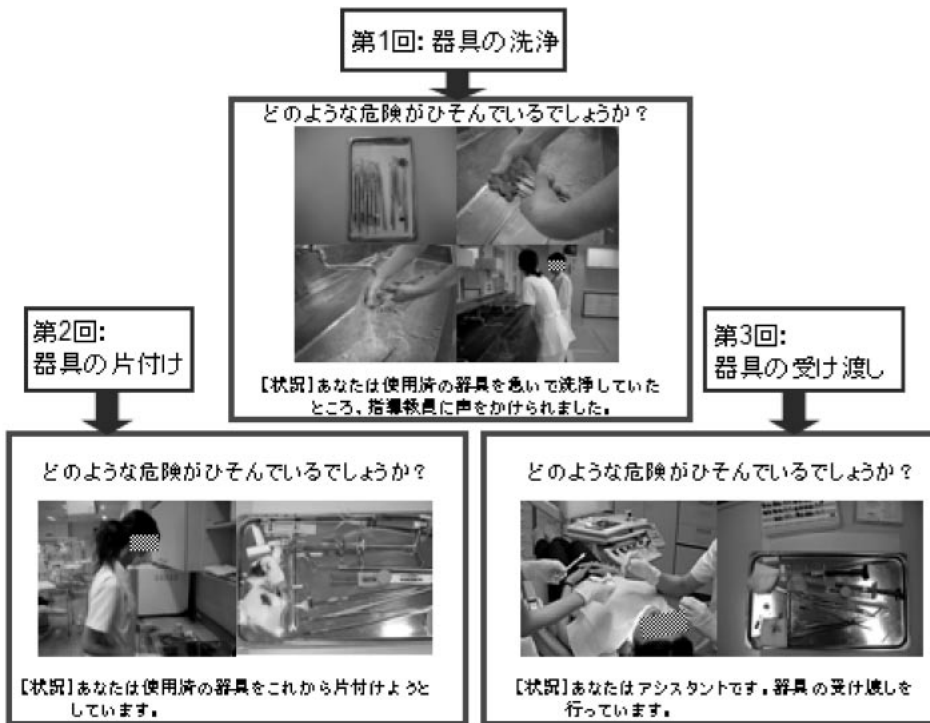 第1回: 器具の洗浄
どのような危険がひそんでいるでしょうか？
【状況】あなたは使用済の器具を急いで洗浄していた
ところ、指導教員に声をかけられました。
第2回:
器具の片付け
どのような危険がひそんでいるでしょうか？
【状況】あなたは使用済の器具をこれから片付けようと
しています。
第3回:
器具の受け渡し
どのような危険がひそんでいるでしょうか？
【状況】あなたはアシスタントです。器具の受け渡しを
行っています。